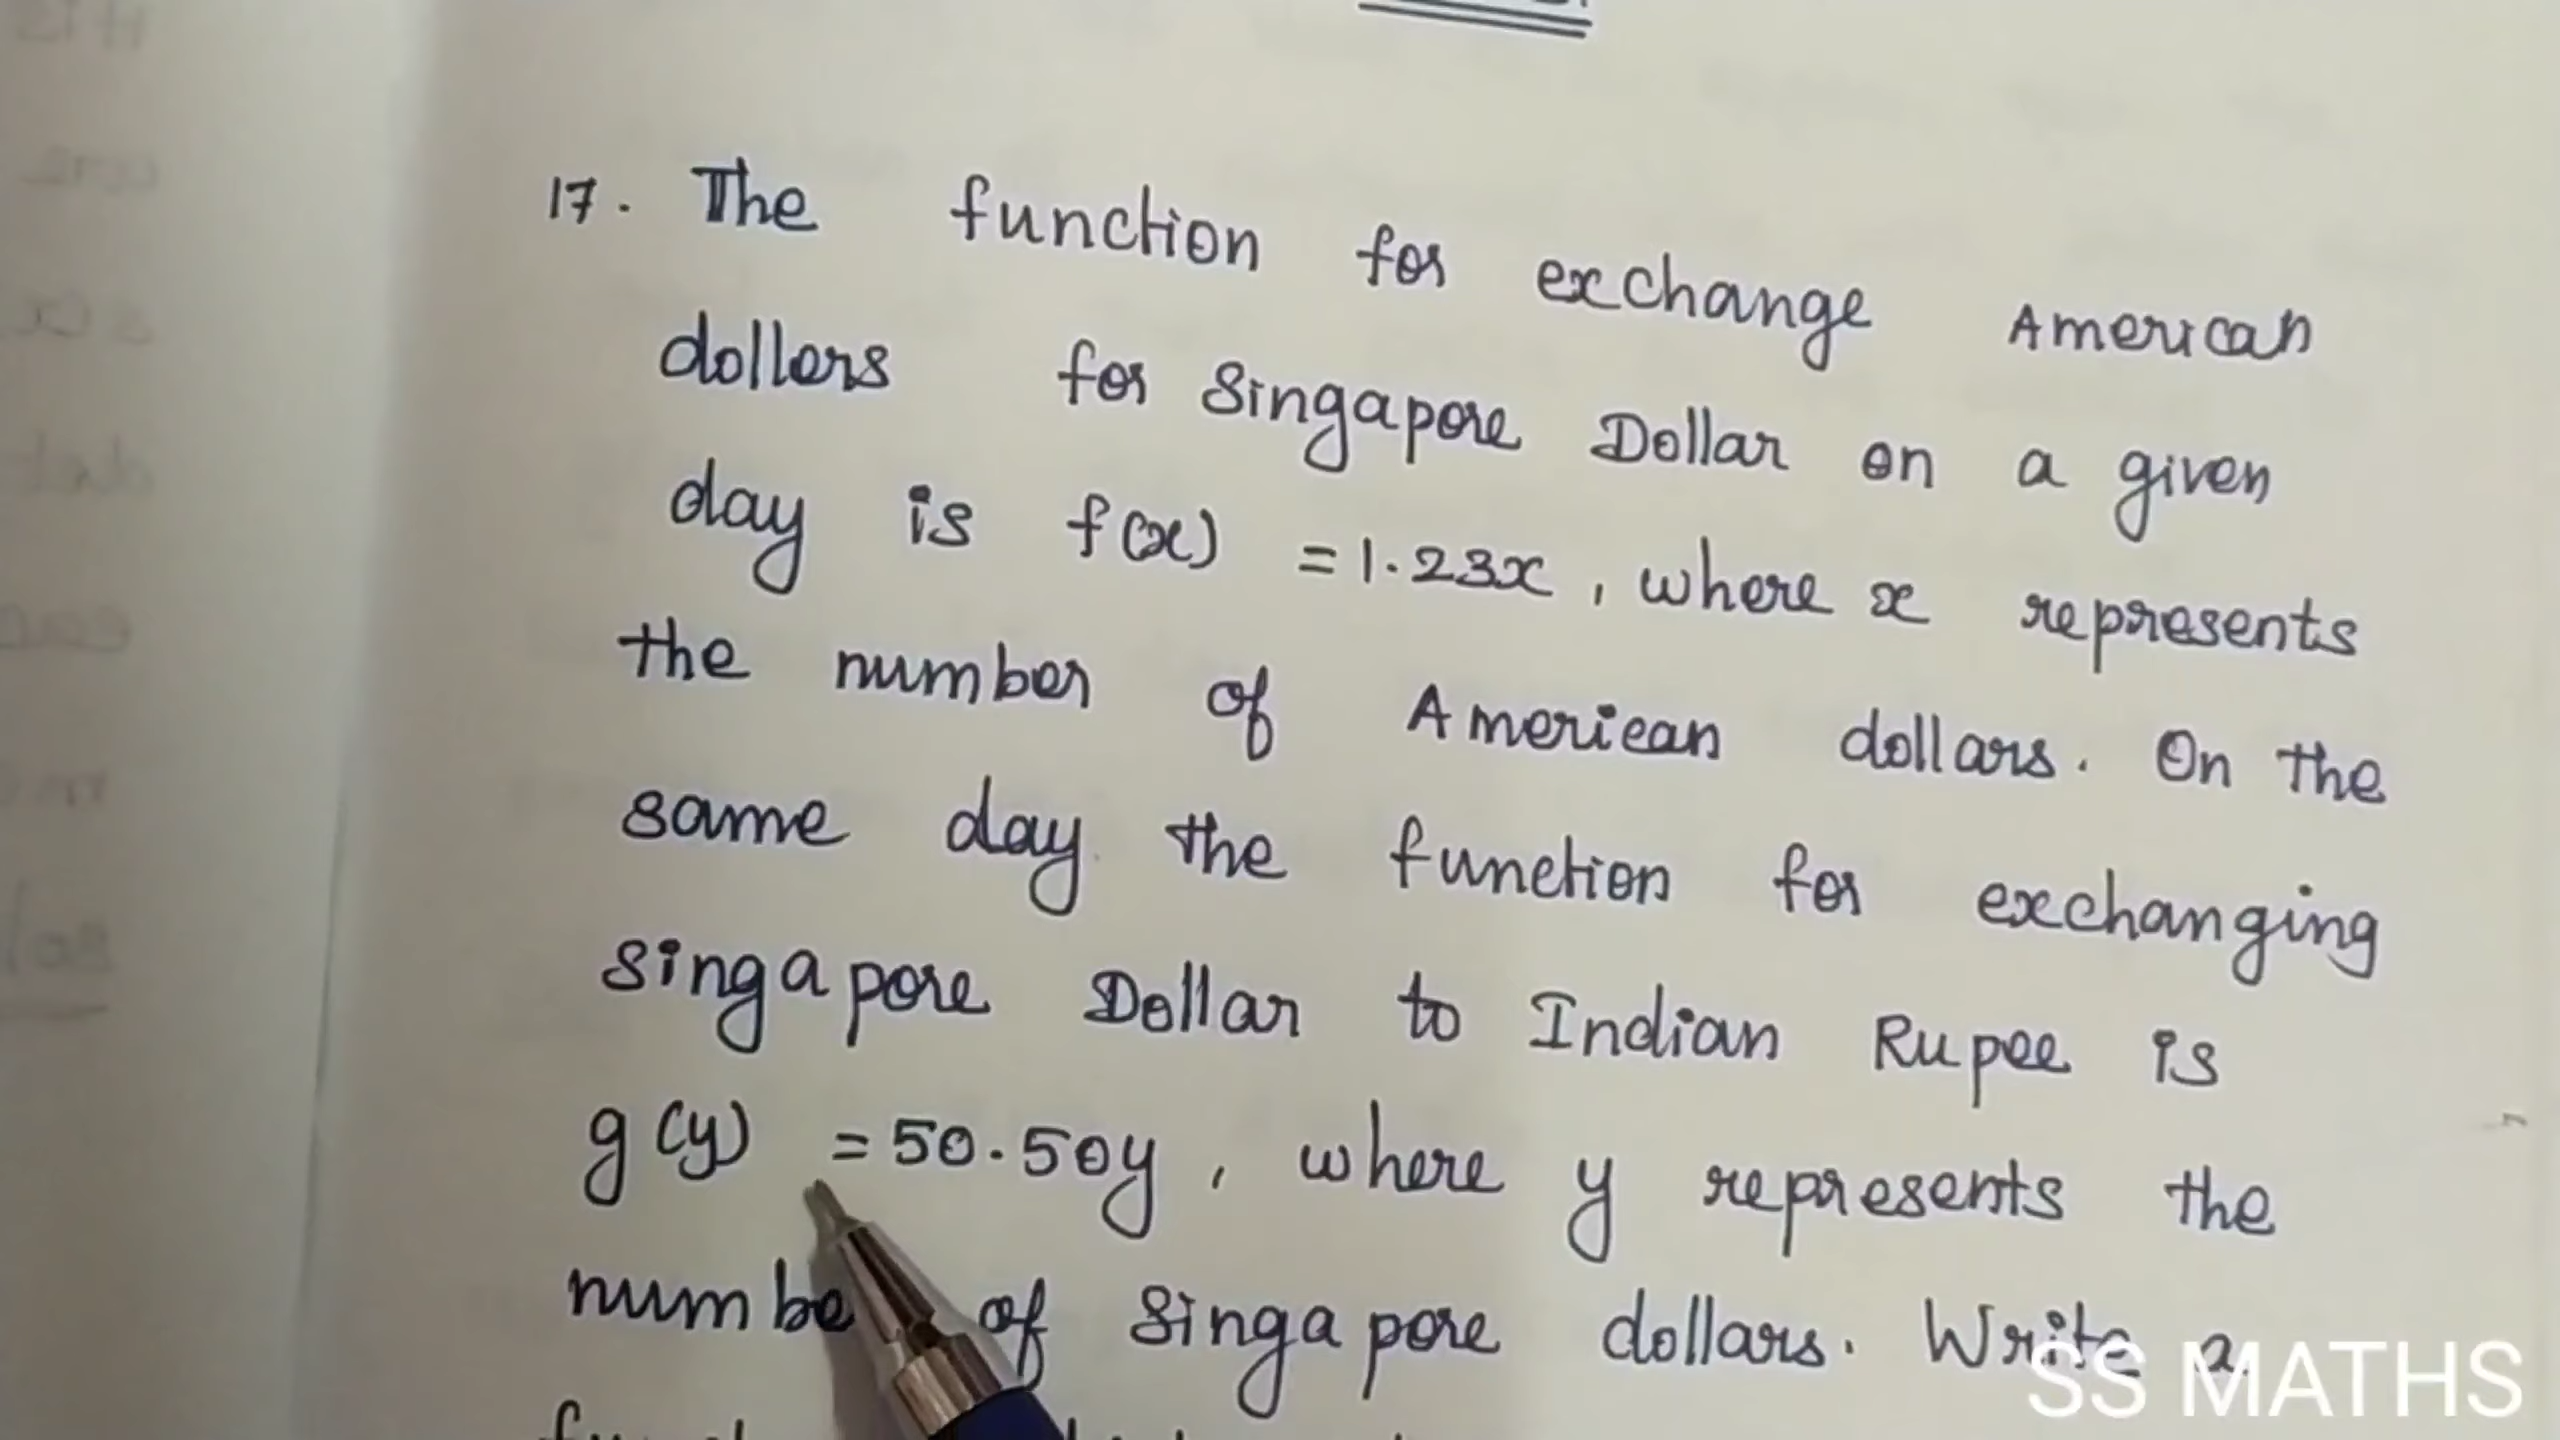 17. The function for exchange American
dollers for Singapore Dollar on a given
day is f(x) = 1.23x, where x represents
the number of American dollars. On the
same day the function for exchanging
singapore Dollar to Indian Rupee is
g(y) = 50.50y, where y represents the
numbe of Singapore dollars. Write a
SS MATHS